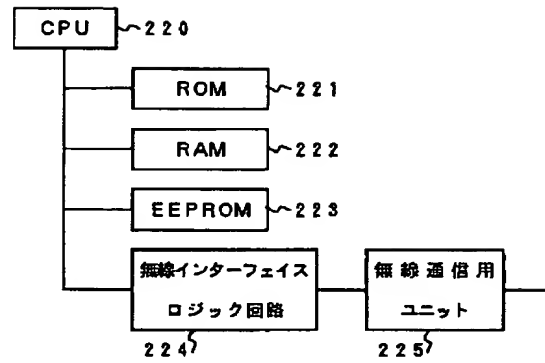 CPU 220
ROM 221
RAM 222
EEPROM 223
無線インターフェイス
ロジック回路
224
無線通信用
ユニット
225